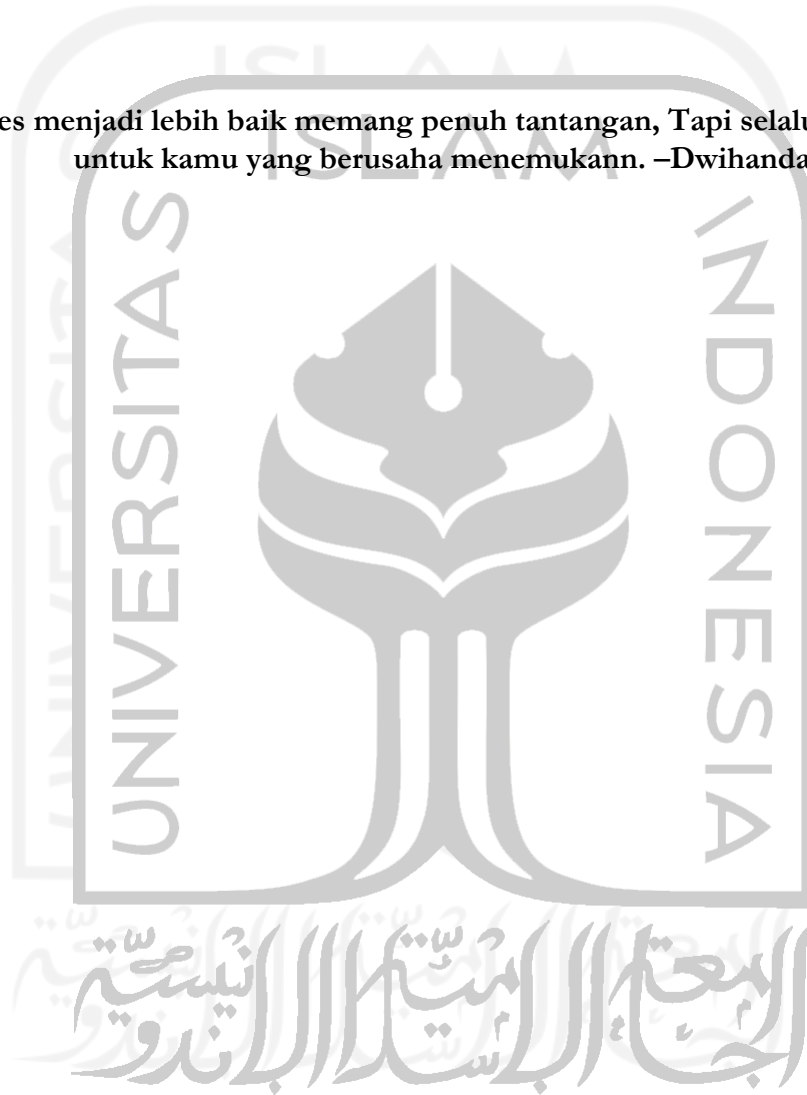 es menjadi lebih baik memang penuh tantangan, Tapi selalu
untuk kamu yang berusaha menemukann. –Dwihanda
ISLAM
UNIVERSITAS
INDONESIA